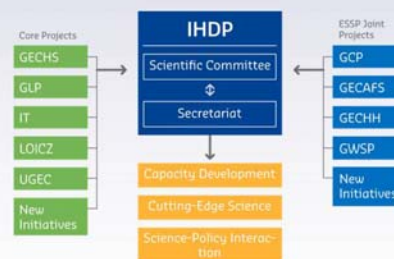 Core Projects
GECHS
GLP
IT
LOICZ
UGEC
New
Initiatives
IHDP
Scientific Committee
Secretariat
Capacity Development
Cutting-Edge Science
Science-Policy Interac-
tion
ESSP Joint
Projects
GCP
GECAFS
GECHH
GWSP
New
Initiatives